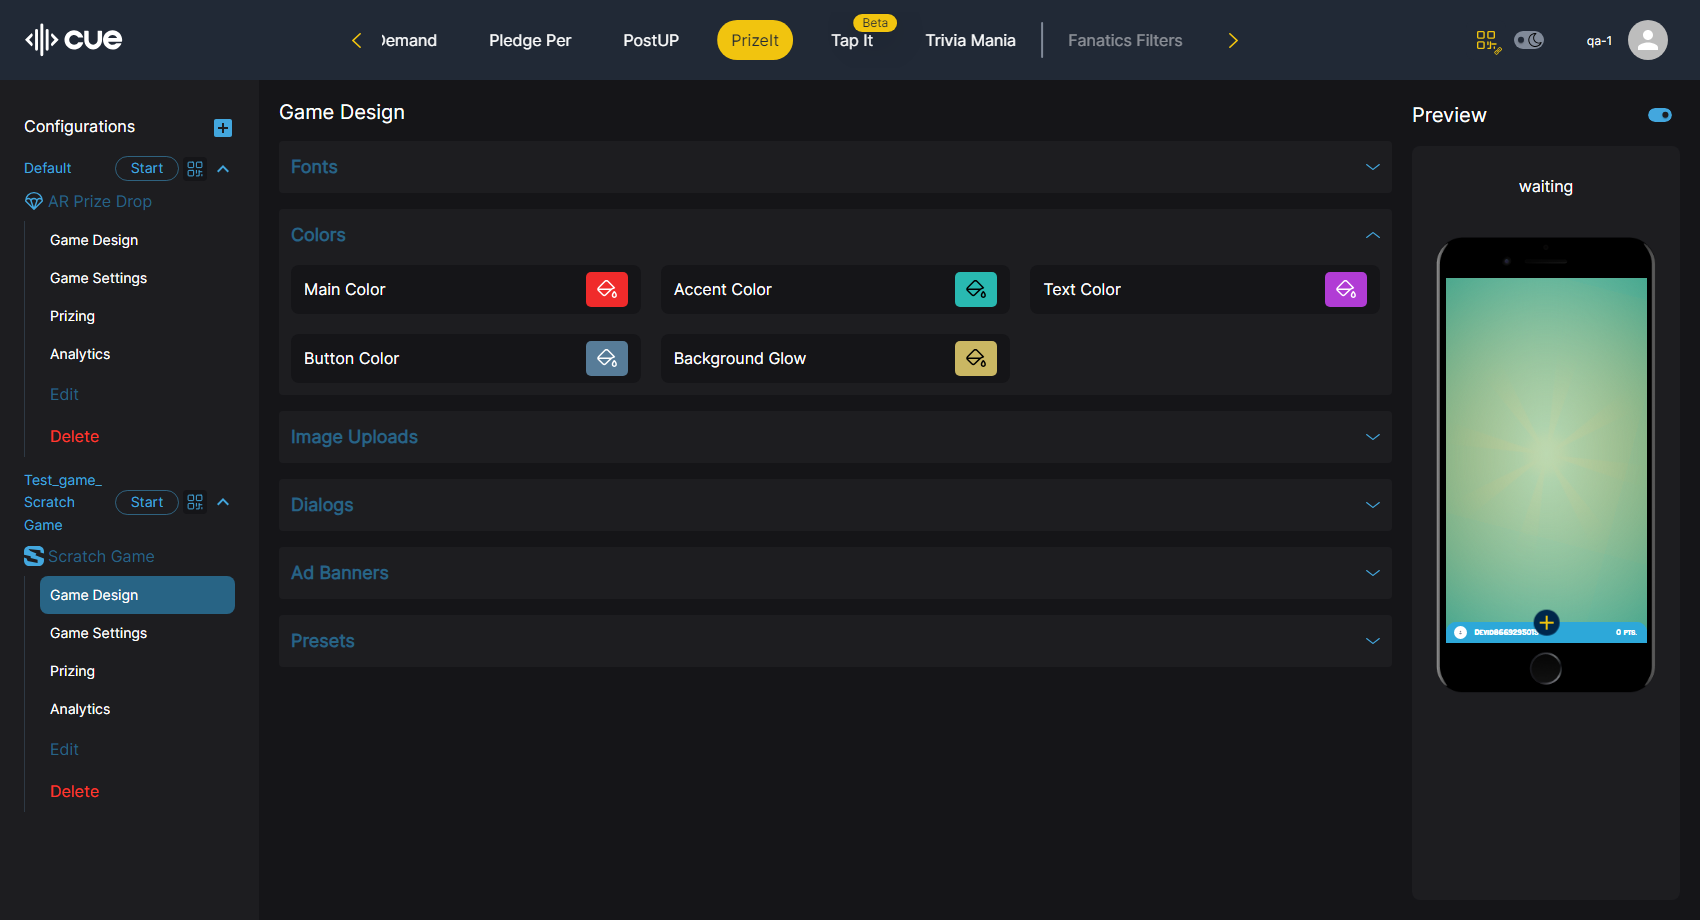 cue
Demand
Pledge Per
PostUP
PrizeIt
Beta
Tap It
Trivia Mania
Fanatics Filters
qa-1
Configurations
Default
Start
AR Prize Drop
Game Design
Game Settings
Prizing
Analytics
Edit
Delete
Test_game_
Scratch
Game
Start
Scratch Game
Game Design
Game Settings
Prizing
Analytics
Edit
Delete
Game Design
Fonts
Colors
Main Color
Accent Color
Text Color
Button Color
Background Glow
Image Uploads
Dialogs
Ad Banners
Presets
Preview
waiting
0 PTS.